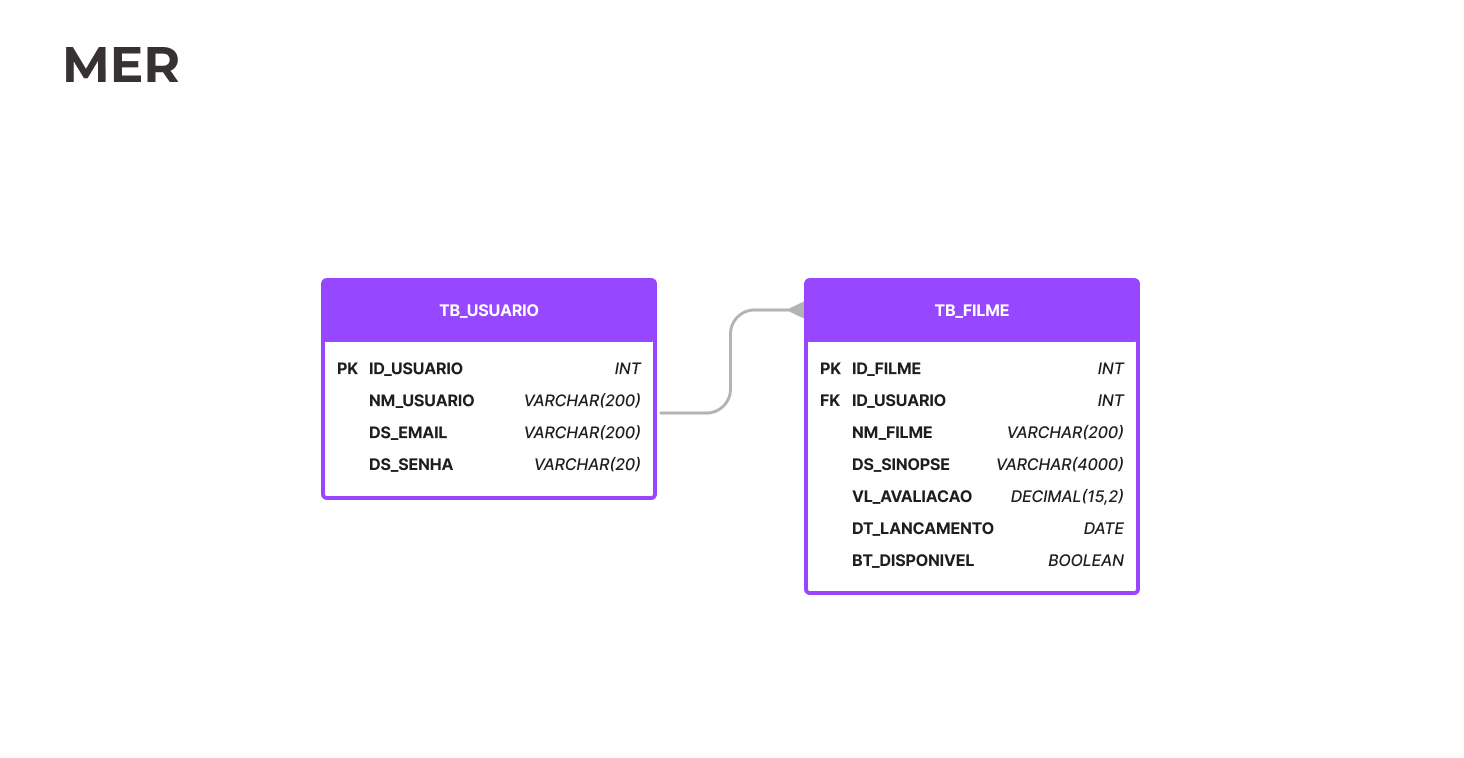 MER
TB_USUARIO
PK ID_USUARIO INT
NM_USUARIO VARCHAR(200)
DS_EMAIL VARCHAR(200)
DS_SENHA VARCHAR(20)
TB_FILME
PK ID_FILME INT
FK ID_USUARIO INT
NM_FILME VARCHAR(200)
DS_SINOPSE VARCHAR(4000)
VL_AVALIACAO DECIMAL(15,2)
DT_LANCAMENTO DATE
BT_DISPONIVEL BOOLEAN